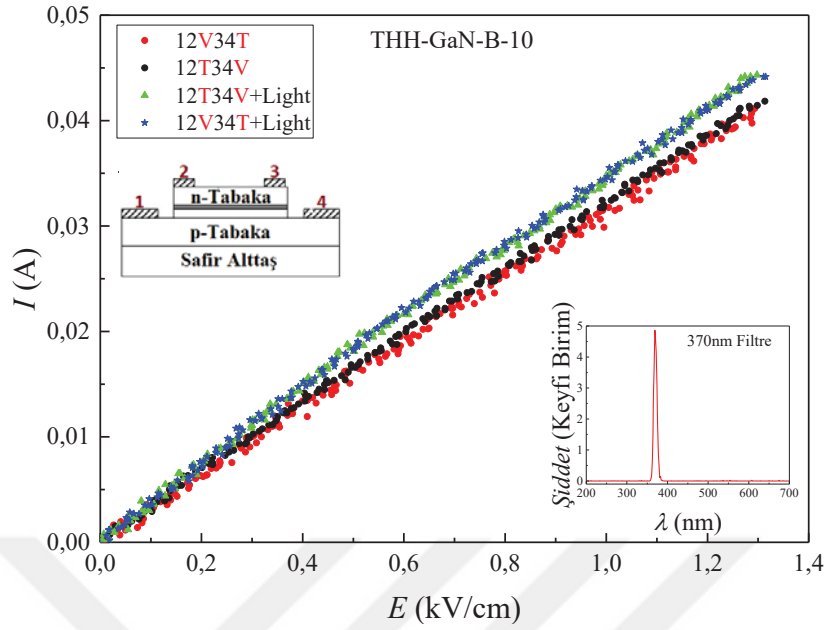 THH-GaN-B-10
12V34T
12T34V
12T34V+Light
12V34T+Light
1 2 3 4
n-Tabaka
p-Tabaka
Safir Alttaş
I (A)
0,05
0,04
0,03
0,02
0,01
0,00
0,0 0,2 0,4 0,6 0,8 1,0 1,2 1,4
E (kV/cm)
370nm Filtre
Şiddet (Keyfi Birim)
5
4
3
2
1
0
200 300 400 500 600 700
λ (nm)